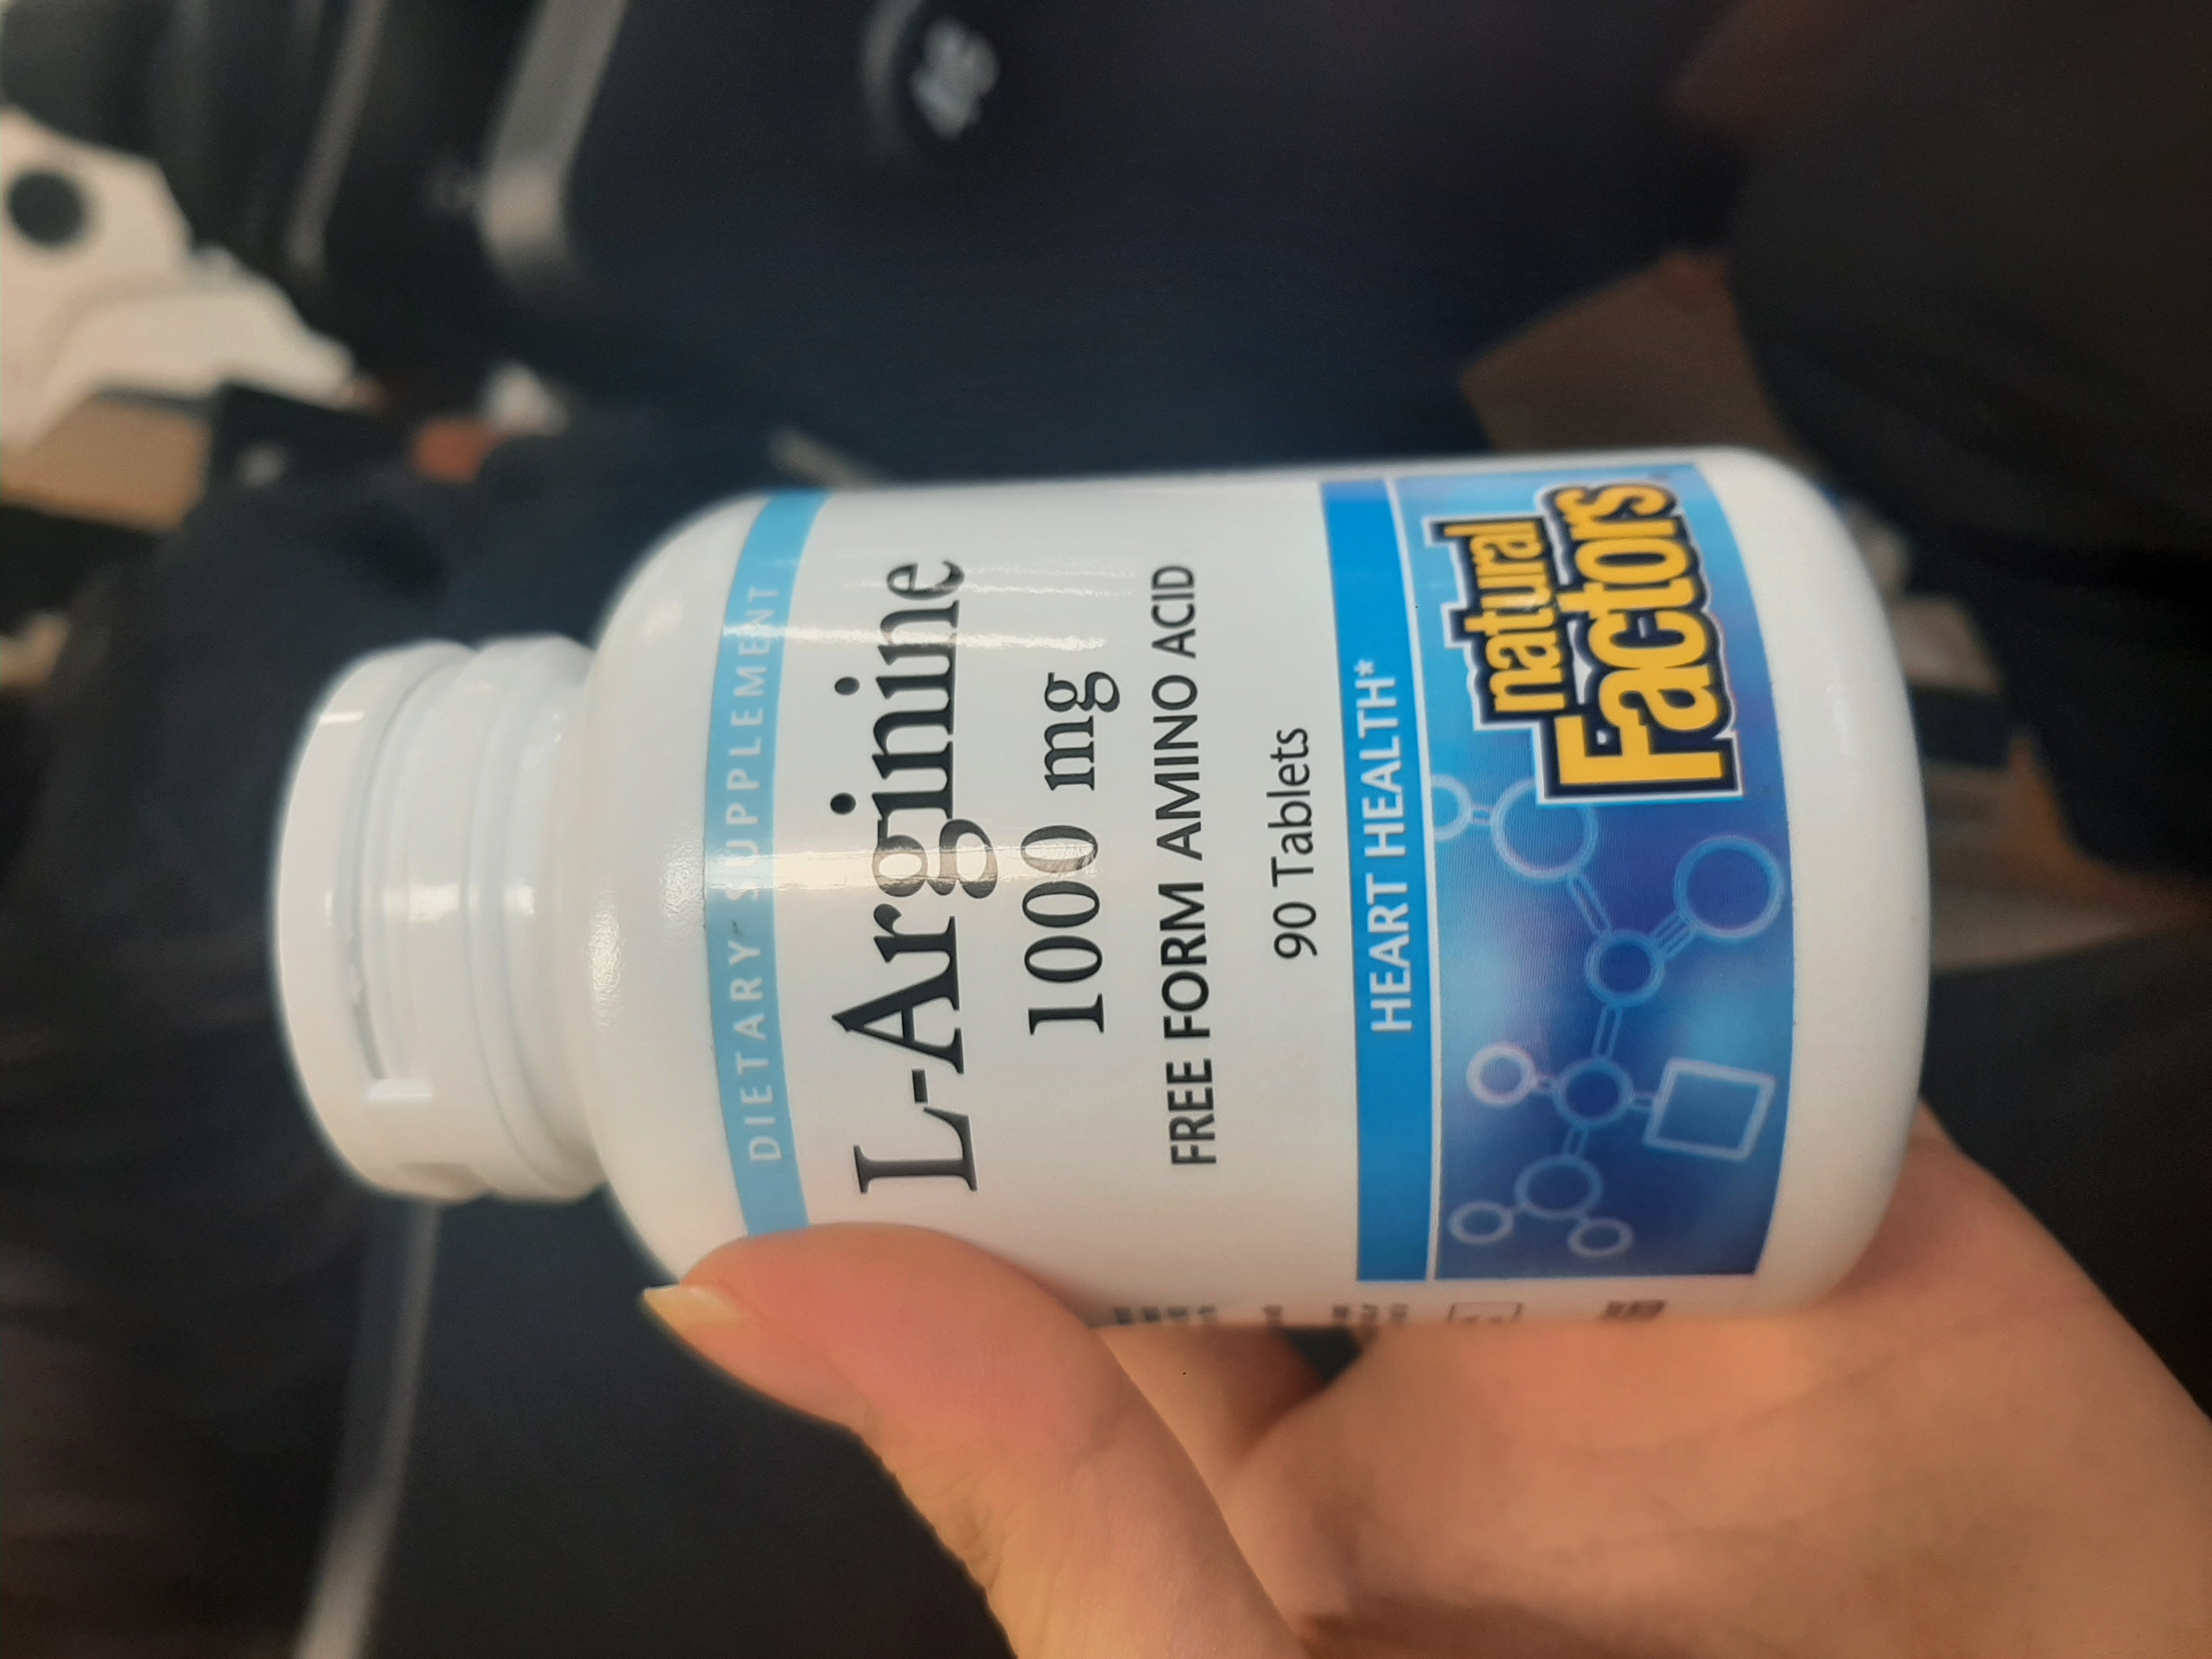 DIETARY SUPPLEMENT
L-Arginine
1000 mg
FREE FORM AMINO ACID
90 Tablets
HEART HEALTH*
natural
Factors